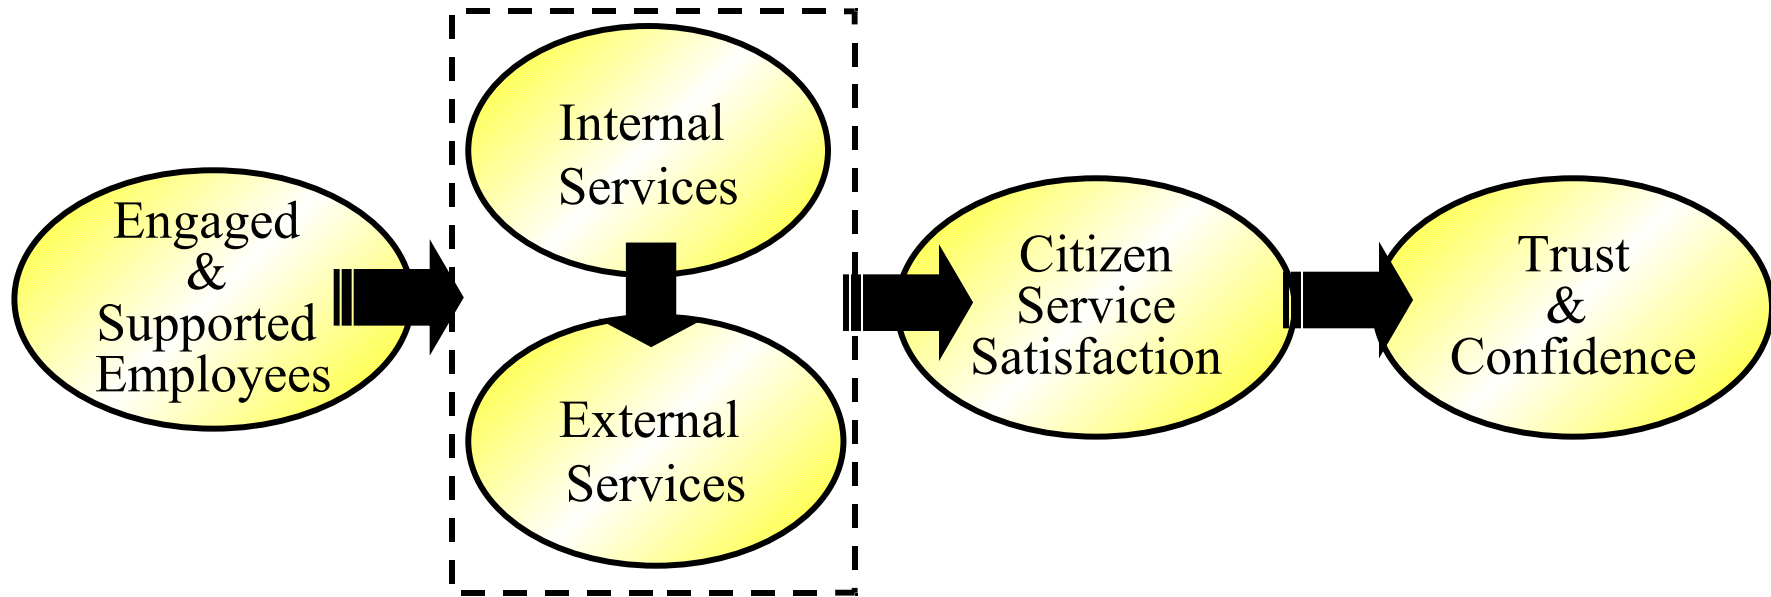 Engaged
&
Supported
Employees
Internal
Services
External
Services
Citizen
Service
Satisfaction
Trust
&
Confidence